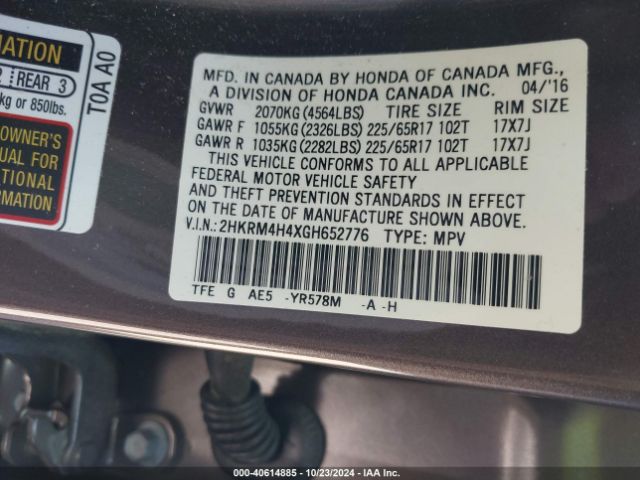 MATION
2 REAR 3
kg or 850lbs.
OWNER'S
UAL FOR
TIONAL
ORMATION
T0A A0
MFD. IN CANADA BY HONDA OF CANADA MFG.,
A DIVISION OF HONDA CANADA INC. 04/'16
GVWR 2070KG (4564LBS) TIRE SIZE RIM SIZE
GAWR F 1055KG (2326LBS) 225/65R17 102T 17X7J
GAWR R 1035KG (2282LBS) 225/65R17 102T 17X7J
THIS VEHICLE CONFORMS TO ALL APPLICABLE
FEDERAL MOTOR VEHICLE SAFETY
AND THEFT PREVENTION STANDARDS IN EFFECT
ON THE DATE OF MANUFACTURE SHOWN ABOVE.
V.I.N.: 2HKRM4H4XGH652776 TYPE: MPV
TFE G AE5 -YR578M -A -H
000-40614885 - 10/23/2024 - IAA Inc.